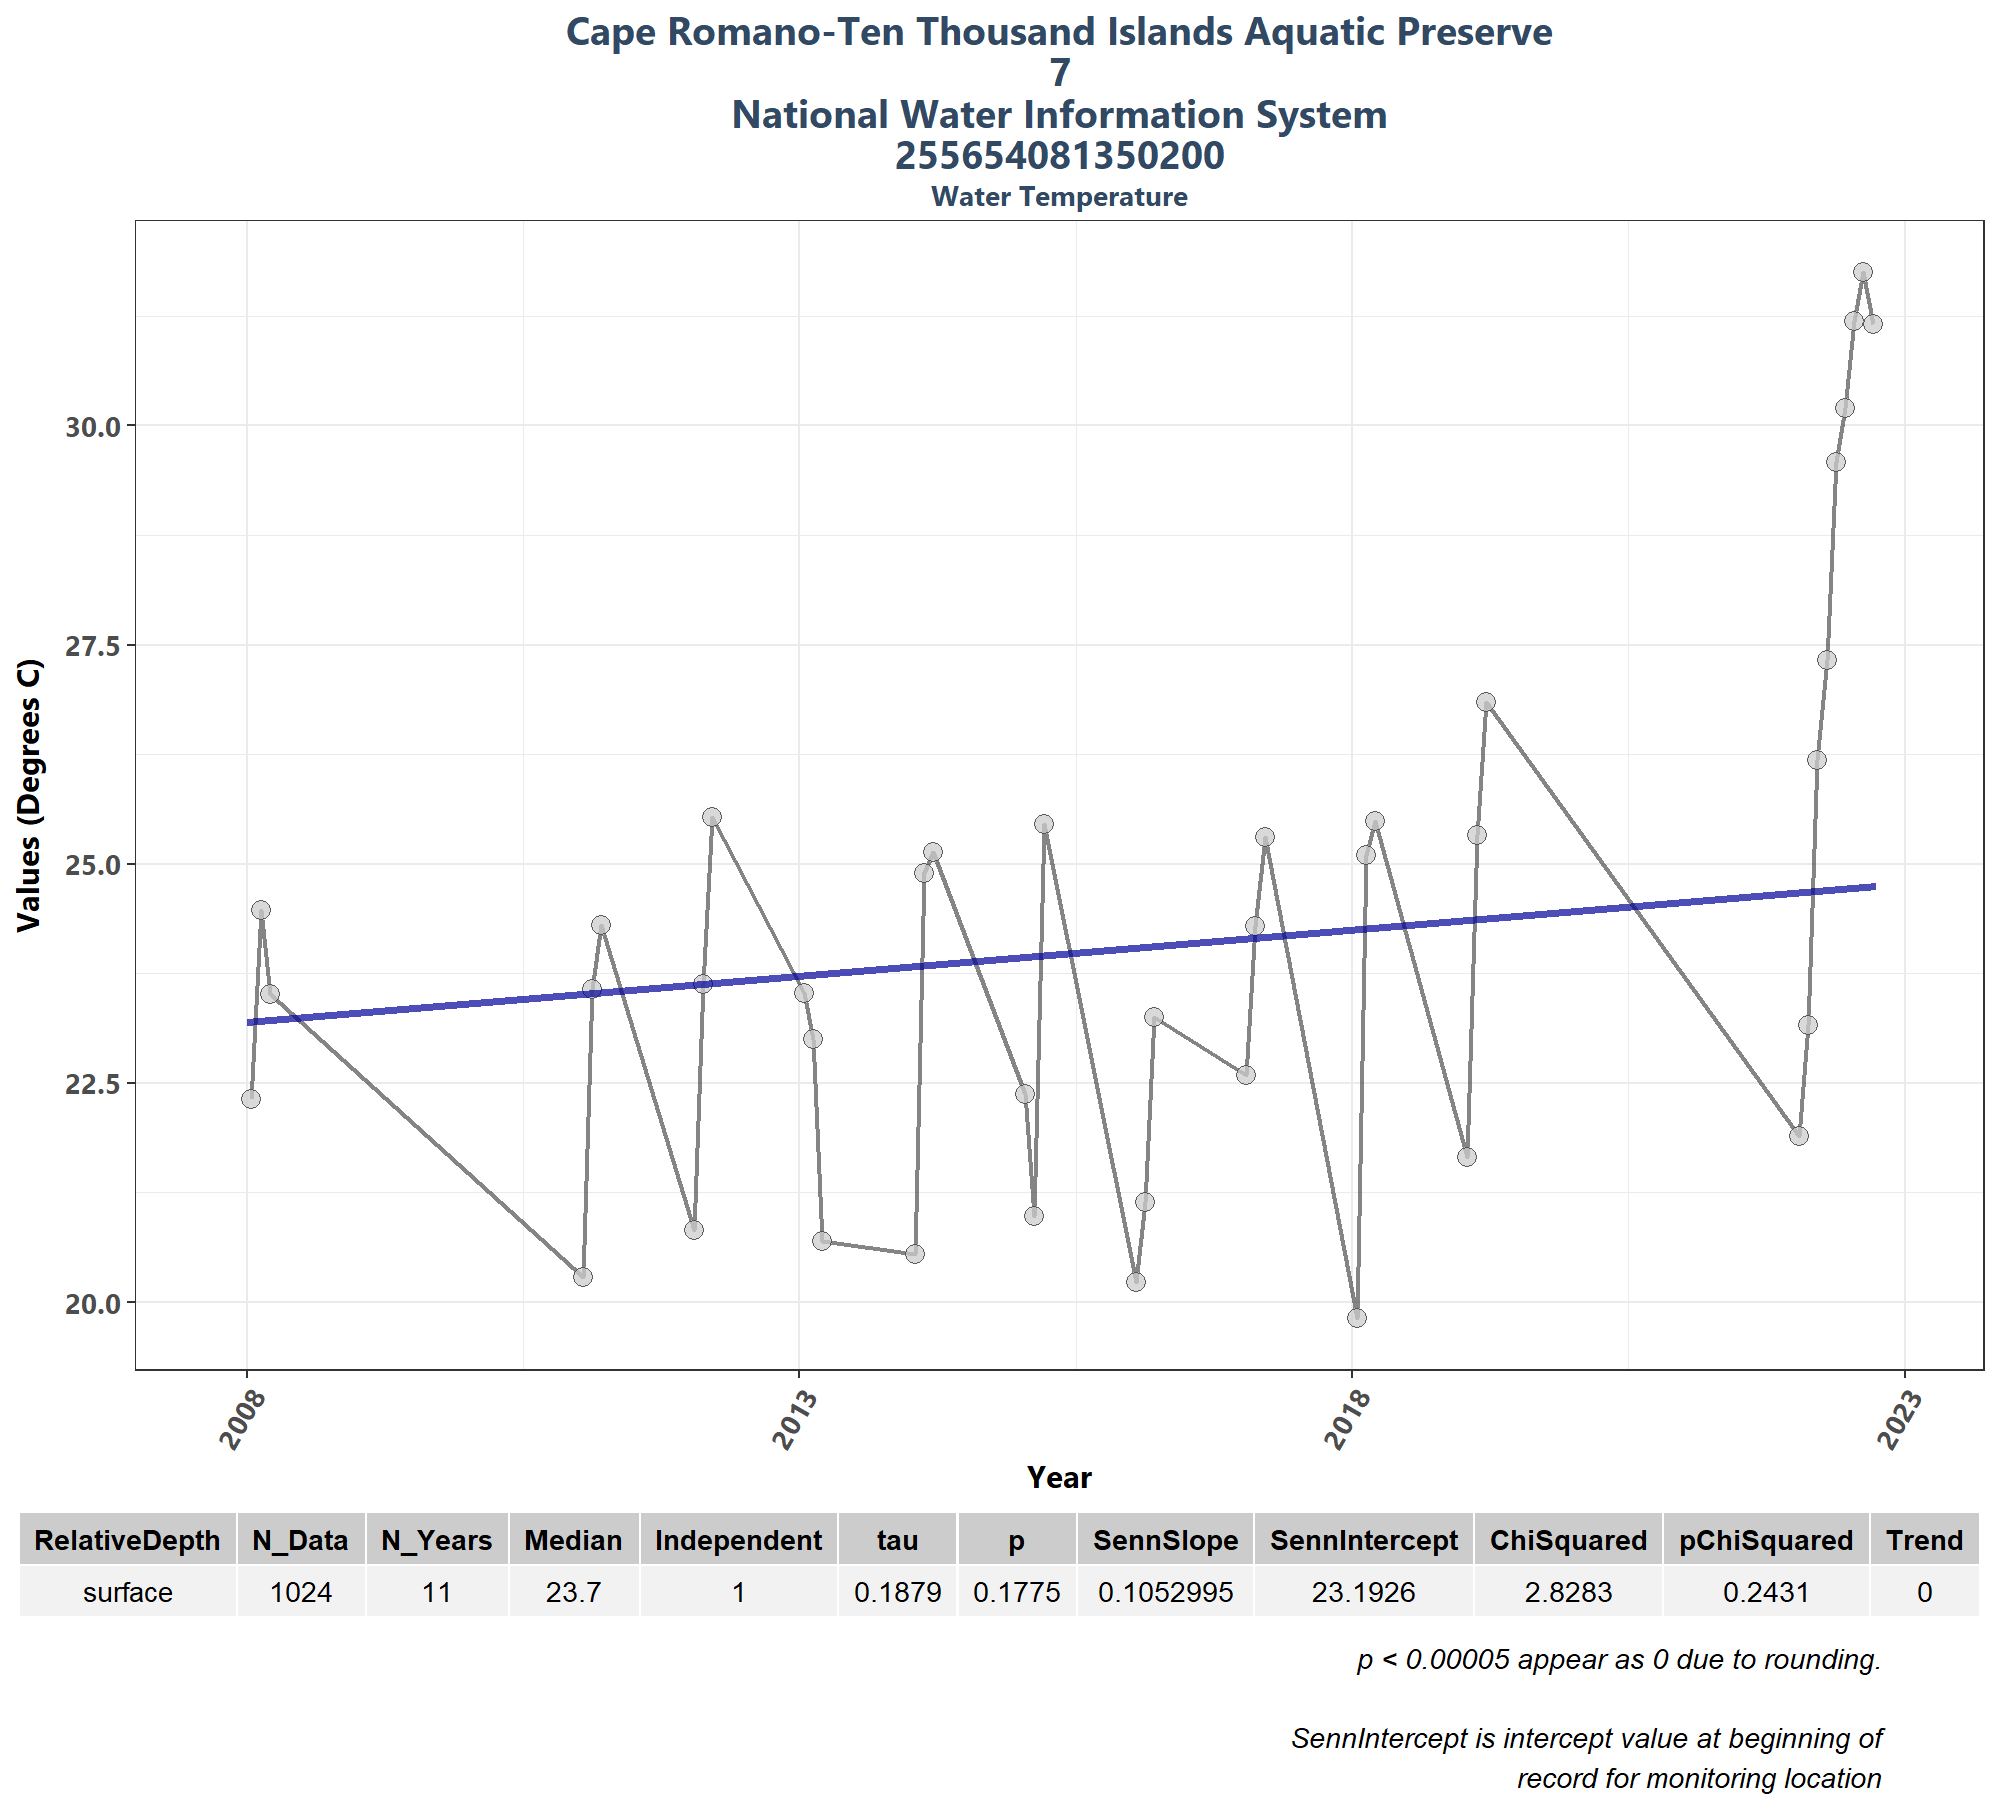 Cape Romano-Ten Thousand Islands Aquatic Preserve
7
National Water Information System
255654081350200
Water Temperature
Values (Degrees C)
30.0
27.5
25.0
22.5
20.0
2008 2013 2018 2023
Year
RelativeDepth N_Data N_Years Median Independent tau p SennSlope SennIntercept ChiSquared pChiSquared Trend
surface 1024 11 23.7 1 0.1879 0.1775 0.1052995 23.1926 2.8283 0.2431 0
p < 0.00005 appear as 0 due to rounding.
SennIntercept is intercept value at beginning of
record for monitoring location